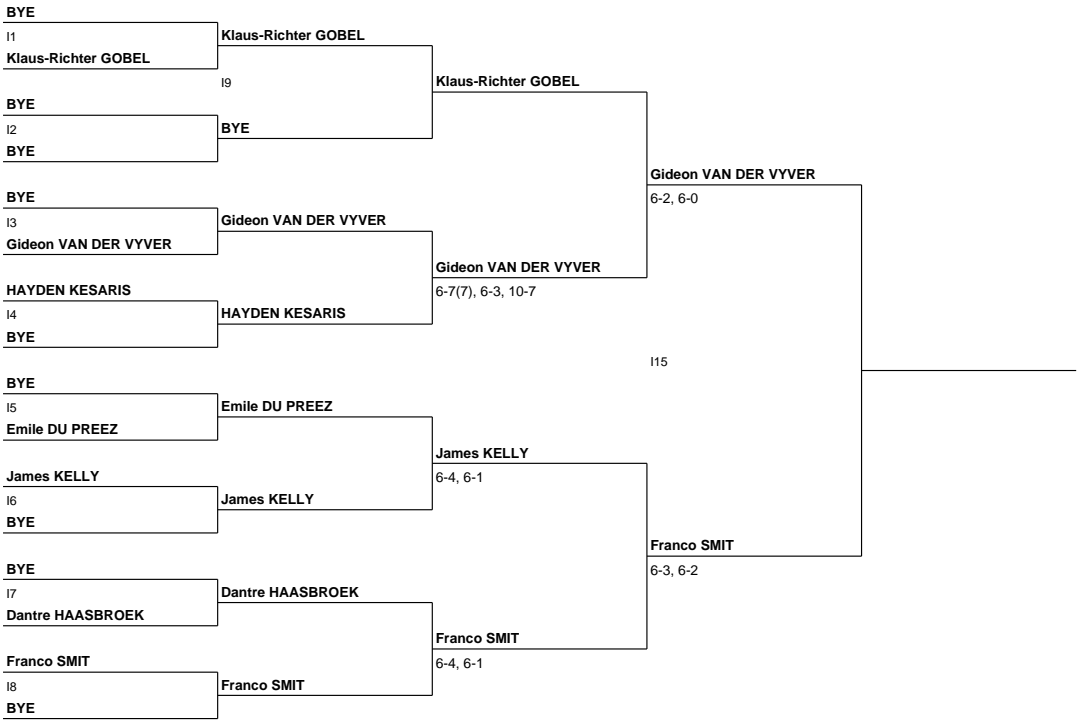 BYE
I1
Klaus-Richter GOBEL
BYE
I2
BYE
BYE
I3
Gideon VAN DER VYVER
HAYDEN KESARIS
I4
BYE
BYE
I5
Emile DU PREEZ
James KELLY
I6
BYE
BYE
I7
Dantre HAASBROEK
Franco SMIT
I8
BYE
Klaus-Richter GOBEL
I9
BYE
Gideon VAN DER VYVER
HAYDEN KESARIS
Emile DU PREEZ
James KELLY
Dantre HAASBROEK
Franco SMIT
Klaus-Richter GOBEL
Gideon VAN DER VYVER
6-7(7), 6-3, 10-7
James KELLY
6-4, 6-1
Franco SMIT
6-4, 6-1
Gideon VAN DER VYVER
6-2, 6-0
I15
Franco SMIT
6-3, 6-2